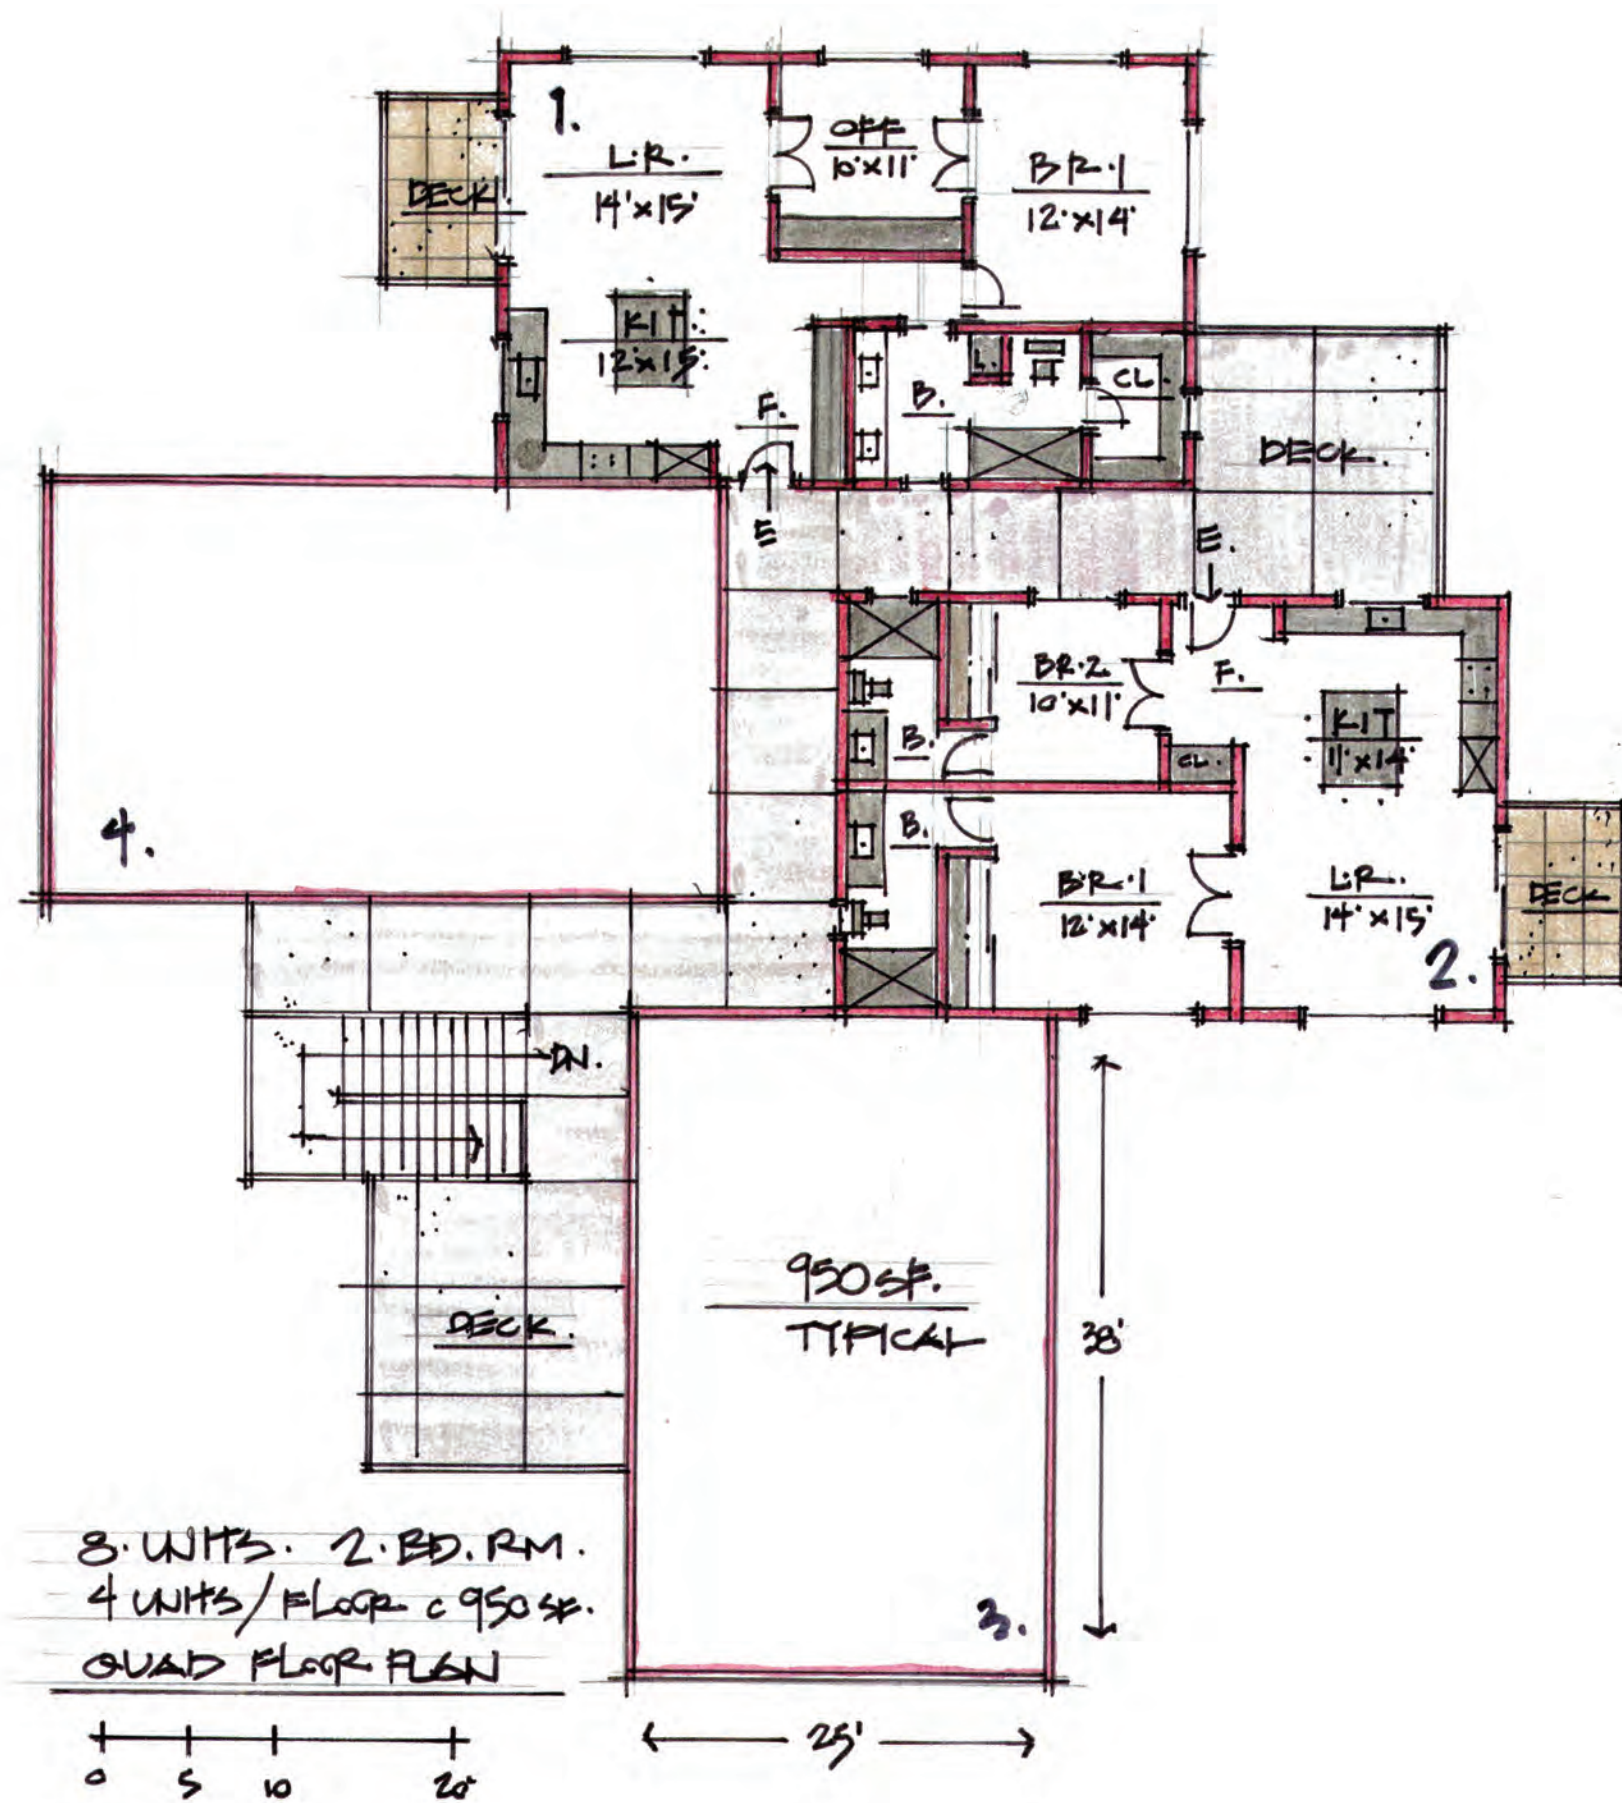 1.
L.R.
14'x15'
OFF
10'x11'
BR.1
12'x14'
DECK
KIT
12'x15'
F.
B.
L.
CL.
DECK.
E
E.
4.
BR.2
10'x11'
F.
KIT
11'x14'
B.
CL.
B.
BR.1
12'x14'
L.R.
14'x15'
DECK
2.
DN.
950 SF.
TYPICAL
38'
DECK.
3.
8. UNITS. 2. BD. RM.
4 UNITS/FLOOR c 950 SF.
QUAD FLOOR PLAN
25'
0 5 10 20'